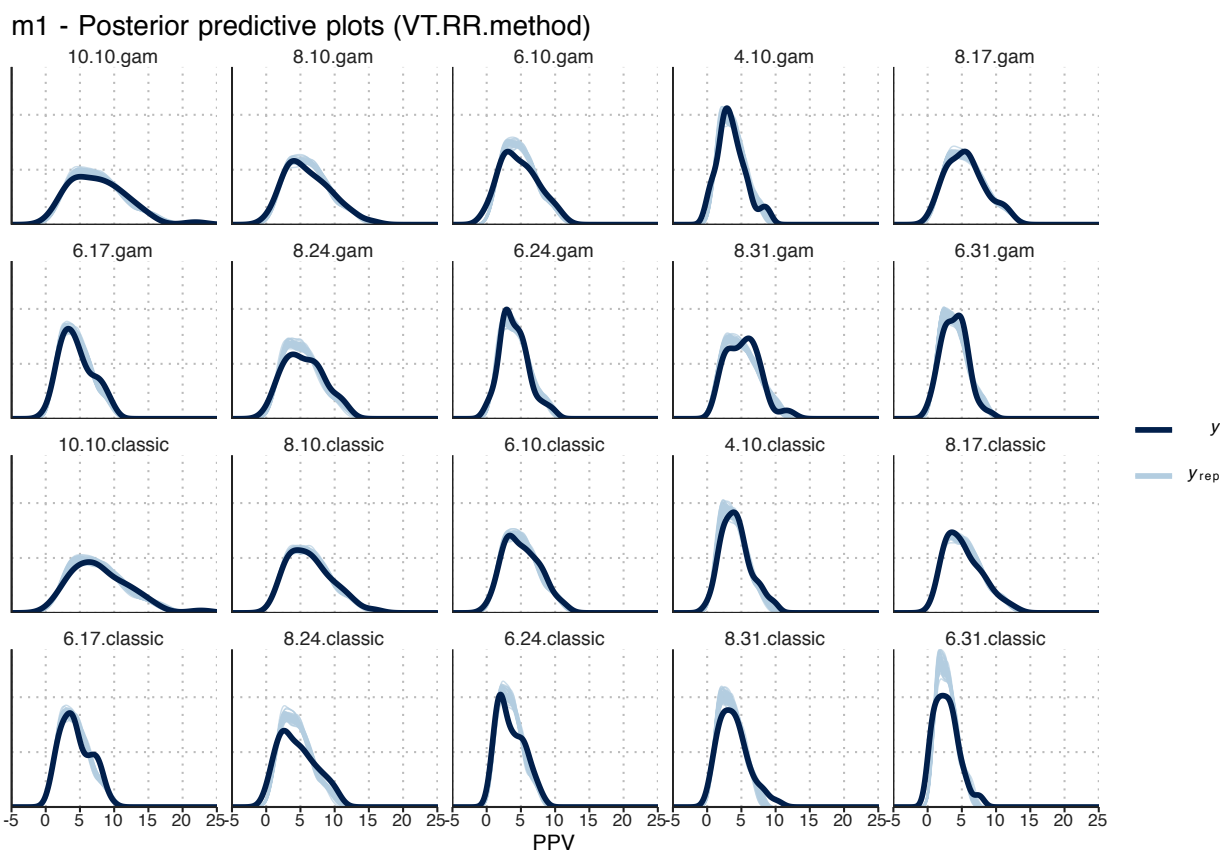 m1 - Posterior predictive plots (VT.RR.method)
10.10.gam 8.10.gam 6.10.gam 4.10.gam 8.17.gam
6.17.gam 8.24.gam 6.24.gam 8.31.gam 6.31.gam
10.10.classic 8.10.classic 6.10.classic 4.10.classic 8.17.classic
y
y rep
6.17.classic 8.24.classic 6.24.classic 8.31.classic 6.31.classic
-5 0 5 10 15 20 25 -5 0 5 10 15 20 25 -5 0 5 10 15 20 25 -5 0 5 10 15 20 25 -5 0 5 10 15 20 25
PPV